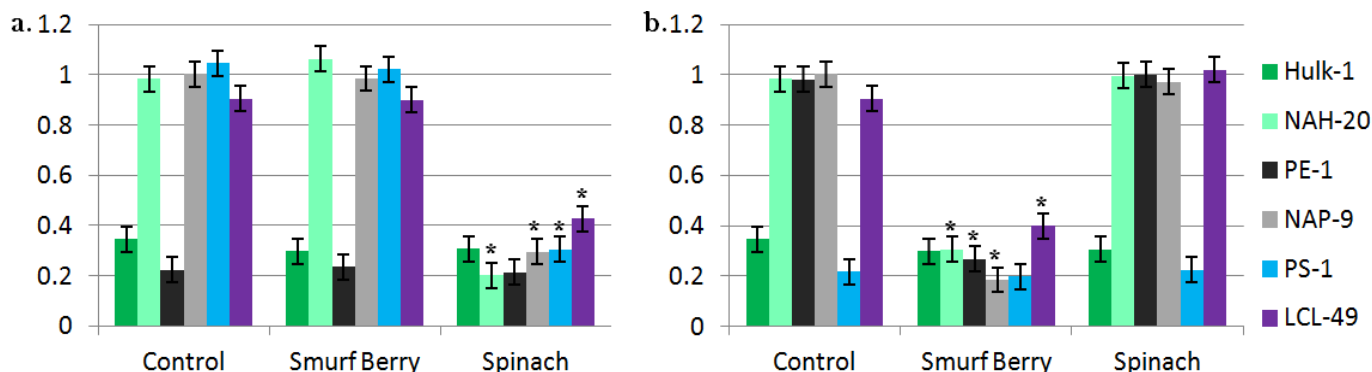 a. 1.2
1
0.8
0.6
0.4
0.2
0
* * * *
Control Smurf Berry Spinach
b. 1.2
1
0.8
0.6
0.4
0.2
0
* * * *
Control Smurf Berry Spinach
Hulk-1
NAH-20
PE-1
NAP-9
PS-1
LCL-49